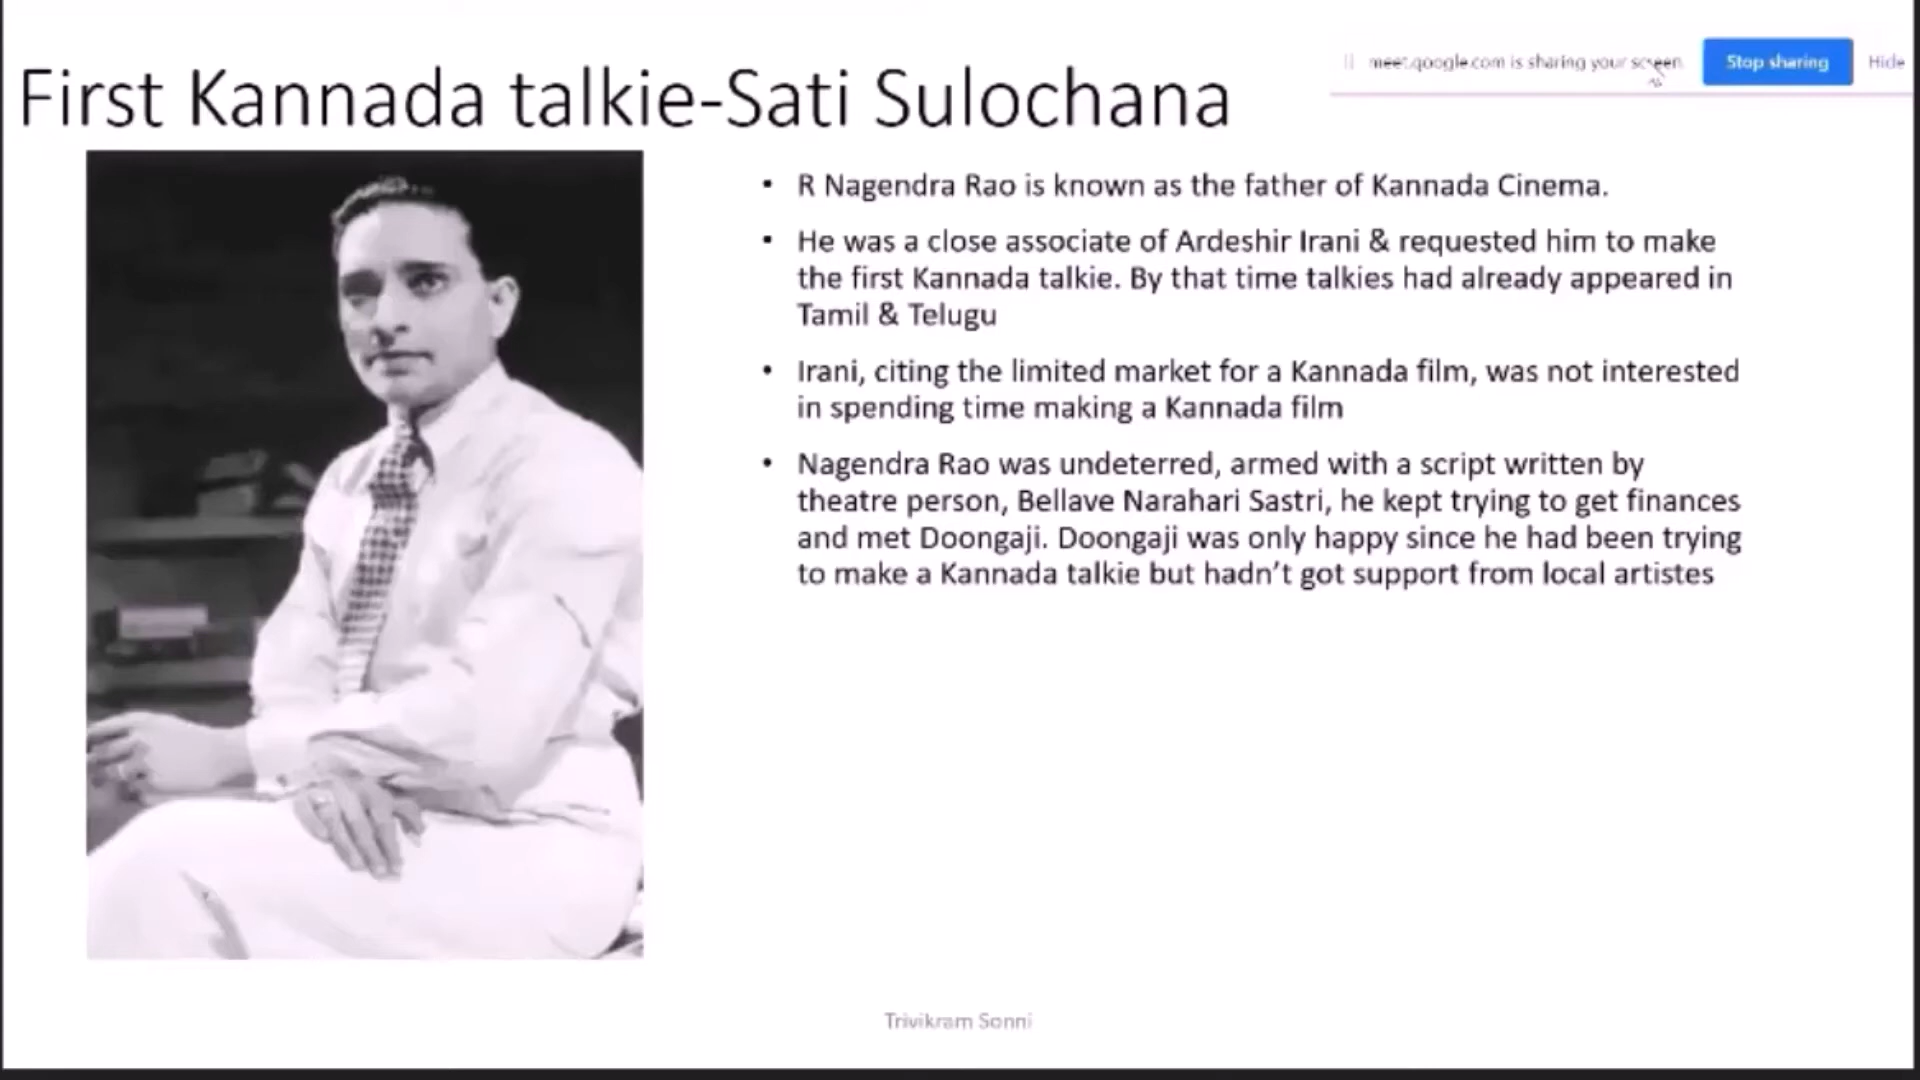 meet.google.com is sharing your screen
Stop sharing
Hide
First Kannada talkie-Sati Sulochana
• R Nagendra Rao is known as the father of Kannada Cinema.
• He was a close associate of Ardeshir Irani & requested him to make
the first Kannada talkie. By that time talkies had already appeared in
Tamil & Telugu
• Irani, citing the limited market for a Kannada film, was not interested
in spending time making a Kannada film
• Nagendra Rao was undeterred, armed with a script written by
theatre person, Bellave Narahari Sastri, he kept trying to get finances
and met Doongaji. Doongaji was only happy since he had been trying
to make a Kannada talkie but hadn’t got support from local artistes
Trivikram Sonni